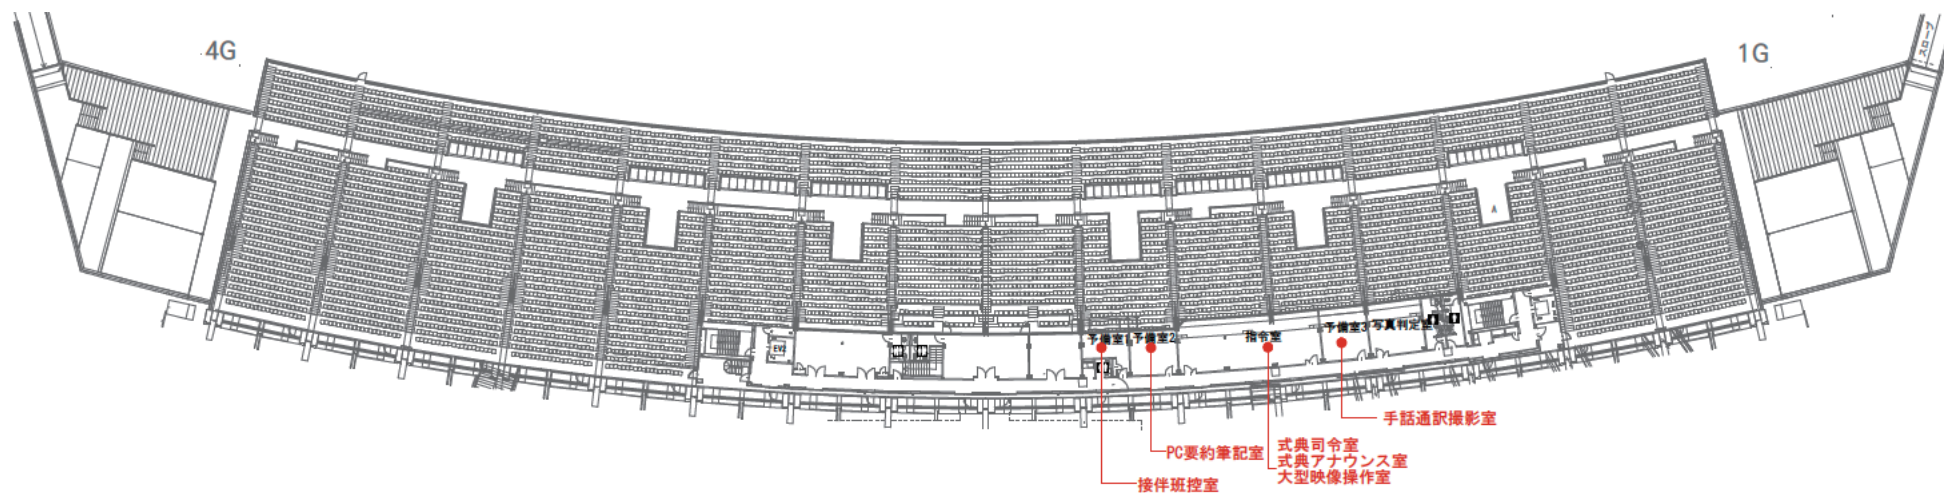 4G
1G
スロープ
A
EV2
予備室1
予備室2
指令室
予備室3
写真判定室
手話通訳撮影室
PC要約筆記室
式典司令室
式典アナウンス室
大型映像操作室
接伴班控室